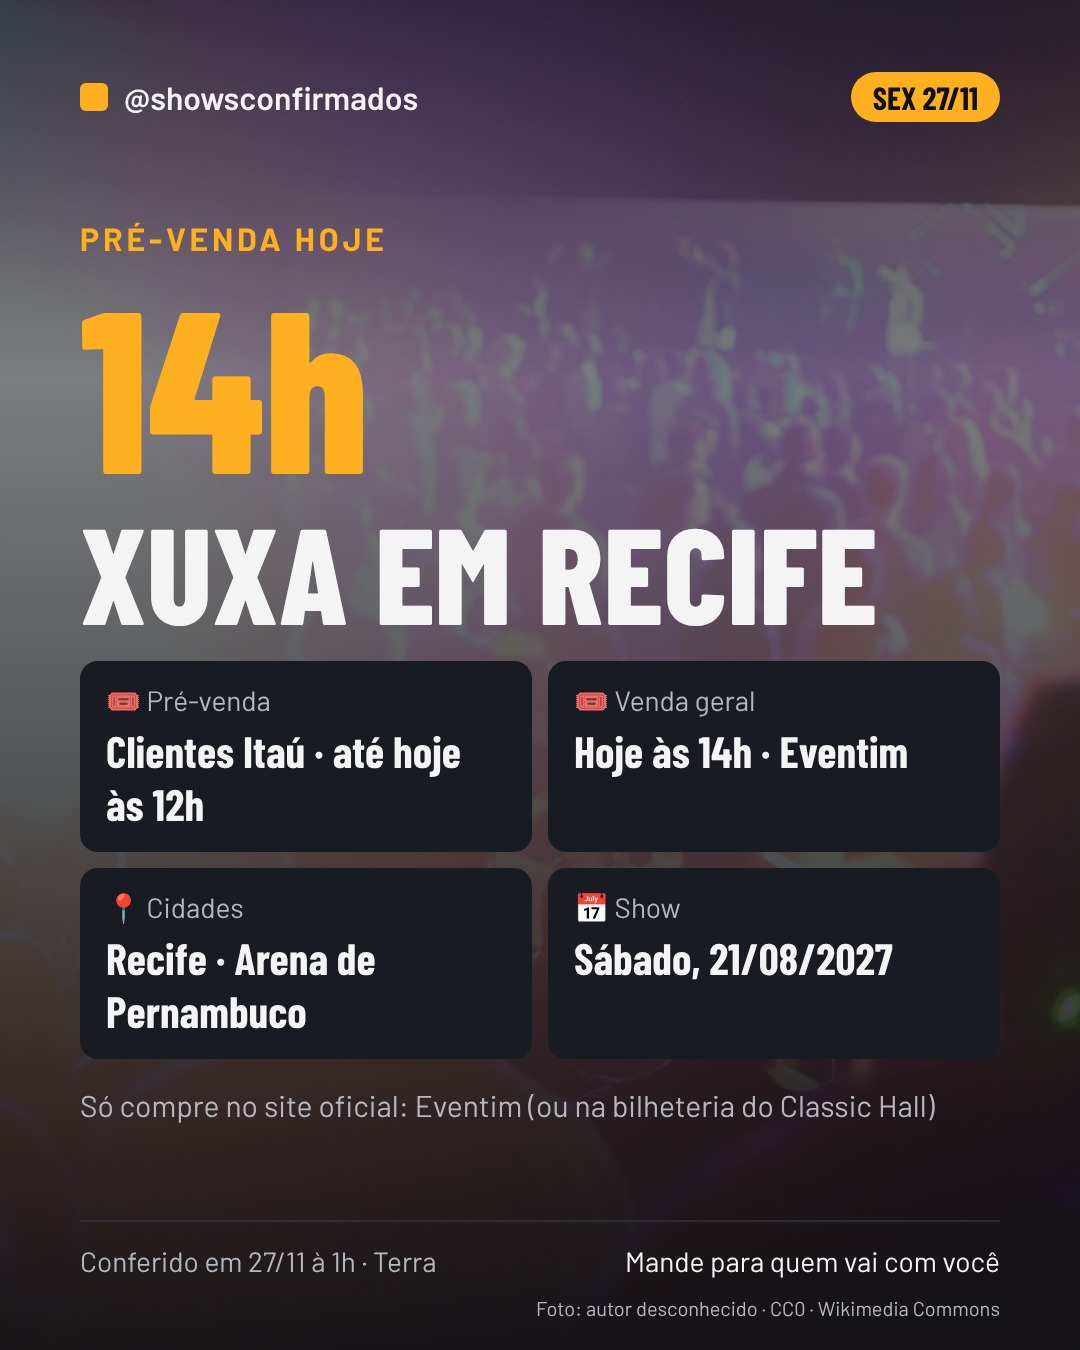 @showsconfirmados
SEX 27/11
PRÉ-VENDA HOJE
14h
XUXA EM RECIFE
🎟️ Pré-venda
Clientes Itaú · até hoje
às 12h
🎟️ Venda geral
Hoje às 14h · Eventim
📍 Cidades
Recife · Arena de
Pernambuco
📅 Show
Sábado, 21/08/2027
Só compre no site oficial: Eventim (ou na bilheteria do Classic Hall)
Conferido em 27/11 à 1h · Terra
Mande para quem vai com você
Foto: autor desconhecido · CC0 · Wikimedia Commons